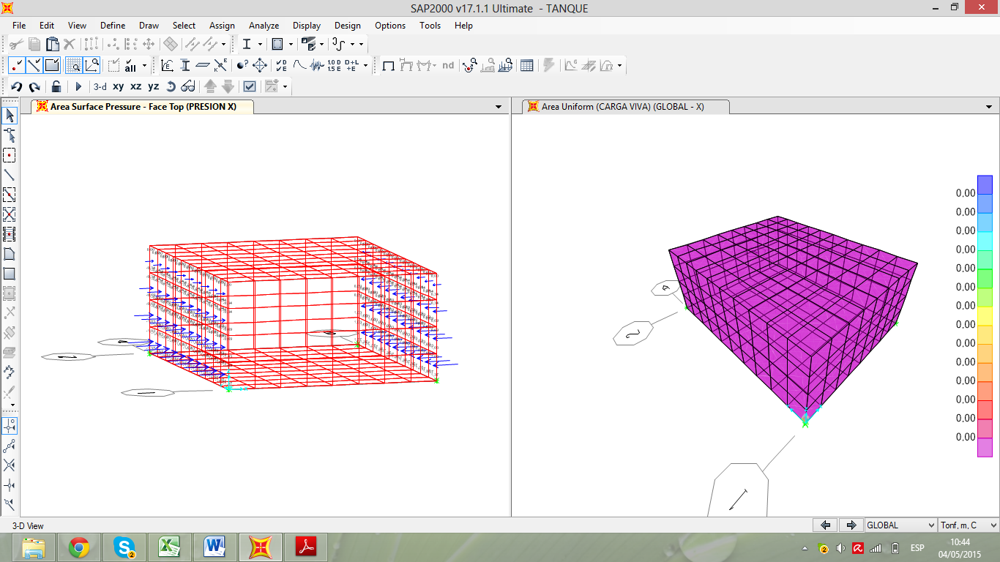 SAP2000 v17.1.1 Ultimate - TANQUE
File Edit View Define Draw Select Assign Analyze Display Design Options Tools Help
all
nd
3-d xy xz yz
Area Surface Pressure - Face Top (PRESION X)
Area Uniform (CARGA VIVA) (GLOBAL - X)
0,00
0,00
0,00
0,00
0,00
0,00
0,00
0,00
0,00
0,00
0,00
0,00
0,00
0,00
3-D View
GLOBAL
Tonf, m, C
ESP
10:44
04/05/2015